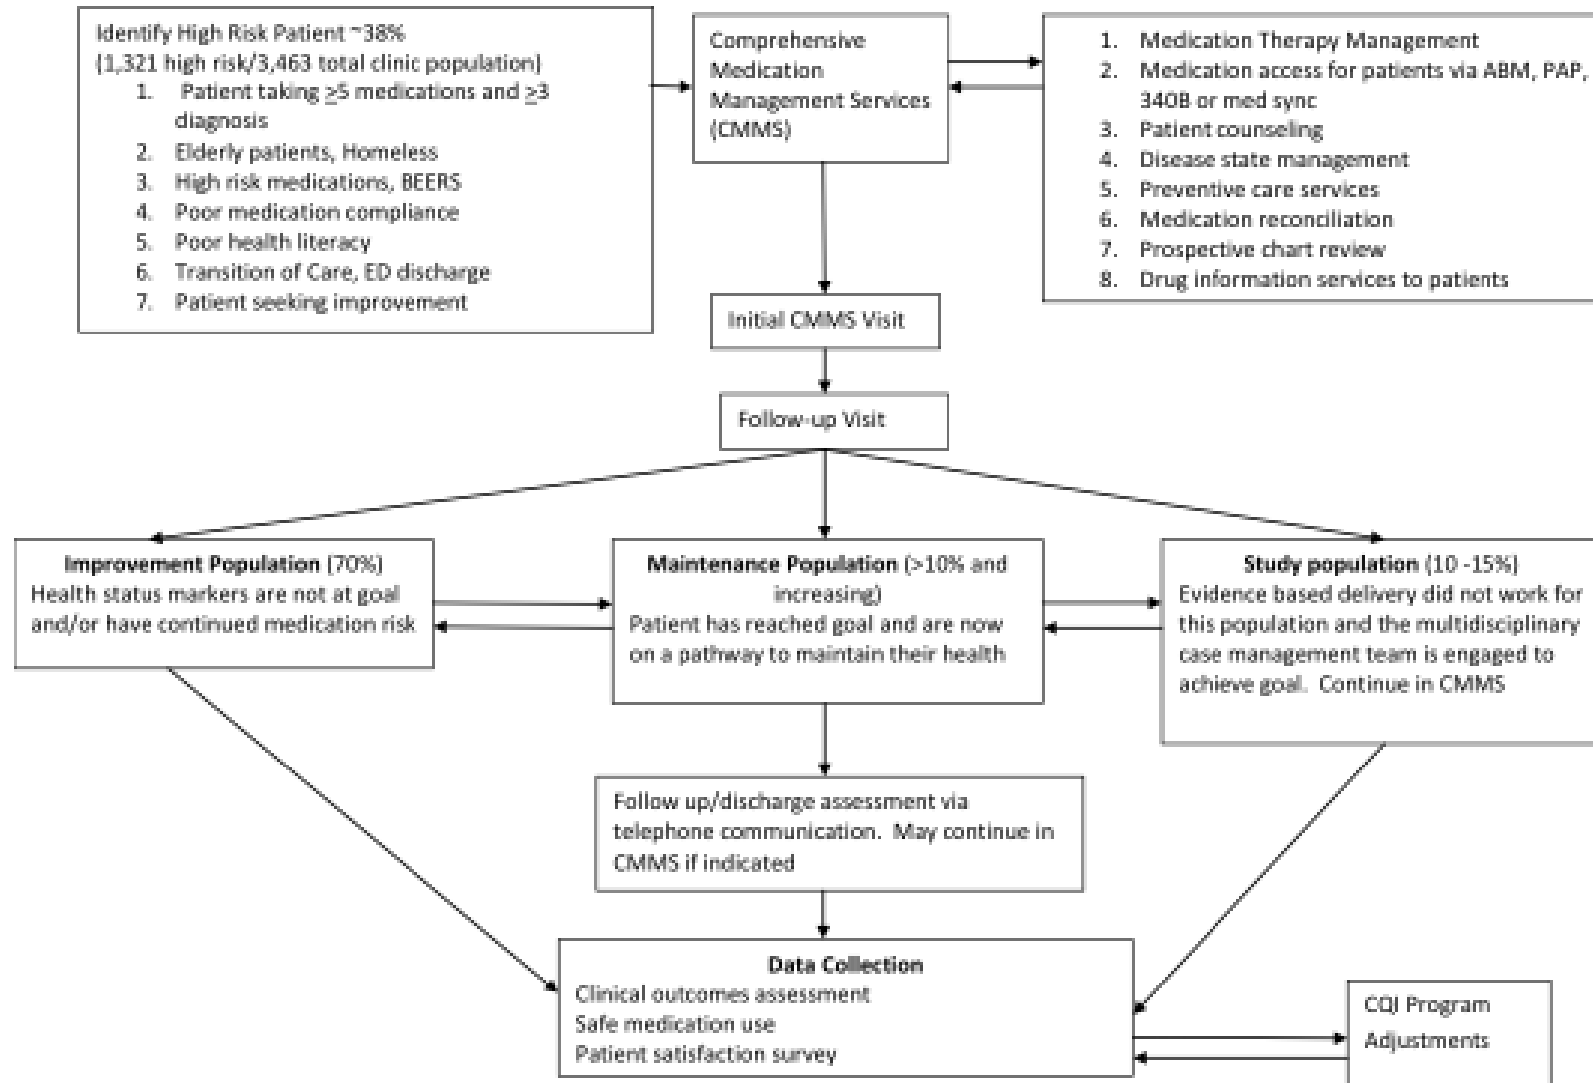 Identify High Risk Patient ~38%
(1,321 high risk/3,463 total clinic population)
1. Patient taking ≥5 medications and ≥3
diagnosis
2. Elderly patients, Homeless
3. High risk medications, BEERS
4. Poor medication compliance
5. Poor health literacy
6. Transition of Care, ED discharge
7. Patient seeking improvement
Comprehensive
Medication
Management Services
(CMMS)
1. Medication Therapy Management
2. Medication access for patients via ABM, PAP,
340B or med sync
3. Patient counseling
4. Disease state management
5. Preventive care services
6. Medication reconciliation
7. Prospective chart review
8. Drug information services to patients
Initial CMMS Visit
Follow-up Visit
Improvement Population (70%)
Health status markers are not at goal
and/or have continued medication risk
Maintenance Population (>10% and
increasing)
Patient has reached goal and are now
on a pathway to maintain their health
Study population (10 -15%)
Evidence based delivery did not work for
this population and the multidisciplinary
case management team is engaged to
achieve goal. Continue in CMMS
Follow up/discharge assessment via
telephone communication. May continue in
CMMS if indicated
Data Collection
Clinical outcomes assessment
Safe medication use
Patient satisfaction survey
CQI Program
Adjustments